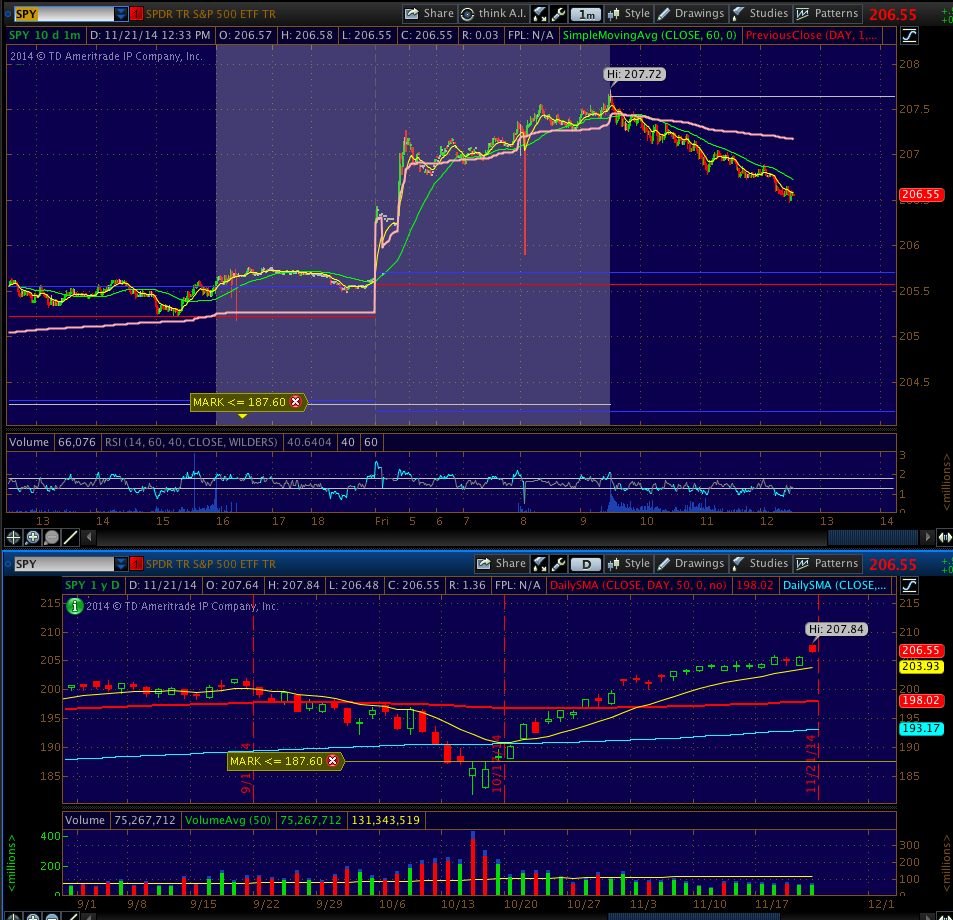 SPY 1 SPDR TR S&P 500 ETF TR Share think A.I. 1m Style Drawings Studies Patterns 206.55
SPY 10 d 1m D: 11/21/14 12:33 PM O: 206.57 H: 206.58 L: 206.55 C: 206.55 R: 0.03 FPL: N/A SimpleMovingAvg (CLOSE, 60, 0) PreviousClose (DAY, 1,...
2014 © TD Ameritrade IP Company, Inc.
208
Hi: 207.72
207.5
207
206.55
206
205.5
205
204.5
MARK <= 187.60
Volume 66,076 RSI (14, 60, 40, CLOSE, WILDERS) 40.6404 40 60
3
2
1
0
<millions>
13 14 15 16 17 18 Fri 5 6 7 8 9 10 11 12 13 14
SPY 1 SPDR TR S&P 500 ETF TR Share D Style Drawings Studies Patterns 206.55
SPY 1 y D D: 11/21/14 O: 207.64 H: 207.84 L: 206.48 C: 206.55 R: 1.36 FPL: N/A DailySMA (CLOSE, DAY, 50, 0, no) 198.02 DailySMA (CLOSE,...
215 2014 © TD Ameritrade IP Company, Inc. 215
210 Hi: 207.84 210
205 206.55
203.93
200 200
195 198.02 195
193.17
190 190
MARK <= 187.60
185 185
11/21/14
Volume 75,267,712 VolumeAvg (50) 75,267,712 131,343,519
400
300
200 200
100
0 0
<millions> <millions>
9/1 9/8 9/15 9/22 9/29 10/6 10/13 10/20 10/27 11/3 11/10 11/17 12/1